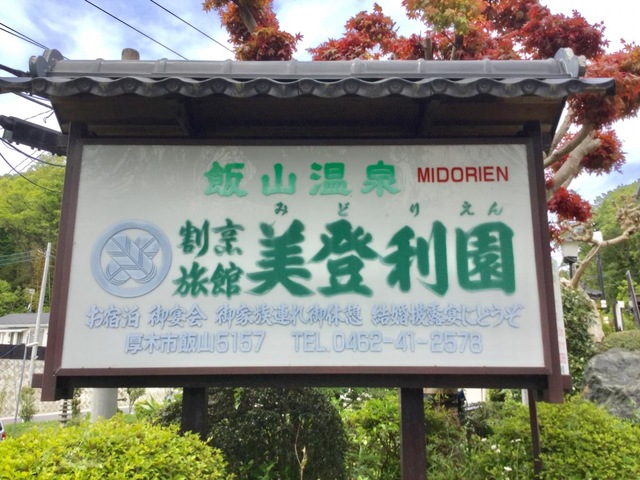 飯山温泉 MIDORIEN
みどりえん
割烹旅館 美登利園
お宿泊 御宴会 御家族連れ御休憩 結婚披露宴にどうぞ
厚木市飯山5157 TEL.0462-41-2578